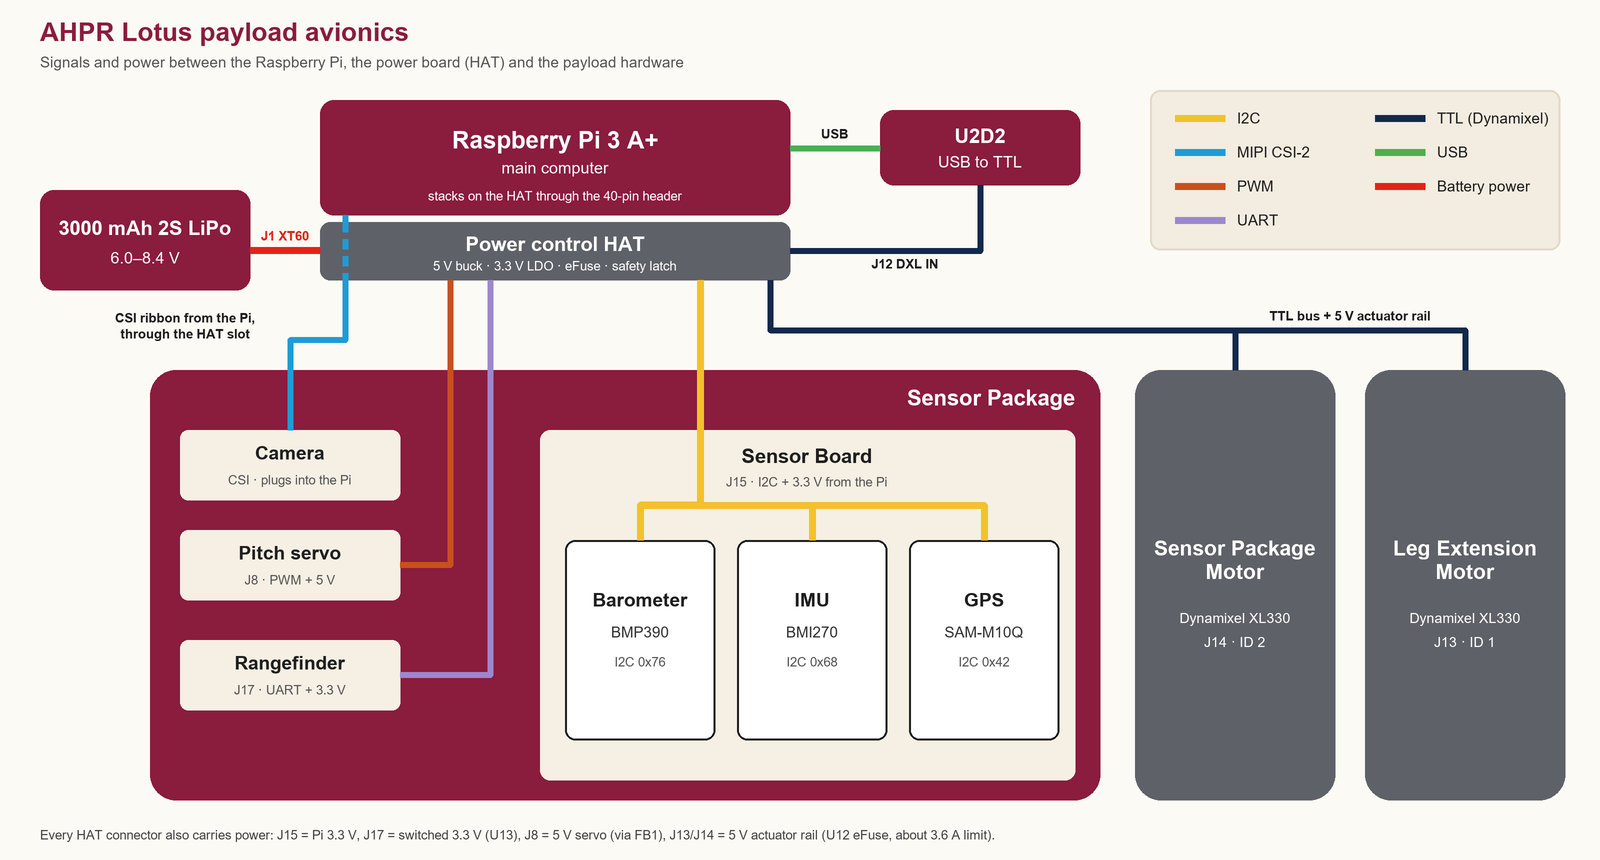 AHPR Lotus payload avionics
Signals and power between the Raspberry Pi, the power board (HAT) and the payload hardware
Raspberry Pi 3 A+
main computer
stacks on the HAT through the 40-pin header
USB
U2D2
USB to TTL
I2C
MIPI CSI-2
PWM
UART
TTL (Dynamixel)
USB
Battery power
3000 mAh 2S LiPo
6.0–8.4 V
J1 XT60
Power control HAT
5 V buck · 3.3 V LDO · eFuse · safety latch
J12 DXL IN
CSI ribbon from the Pi,
through the HAT slot
TTL bus + 5 V actuator rail
Sensor Package
Camera
CSI · plugs into the Pi
Pitch servo
J8 · PWM + 5 V
Rangefinder
J17 · UART + 3.3 V
Sensor Board
J15 · I2C + 3.3 V from the Pi
Barometer
BMP390
I2C 0x76
IMU
BMI270
I2C 0x68
GPS
SAM-M10Q
I2C 0x42
Sensor Package
Motor
Dynamixel XL330
J14 · ID 2
Leg Extension
Motor
Dynamixel XL330
J13 · ID 1
Every HAT connector also carries power: J15 = Pi 3.3 V, J17 = switched 3.3 V (U13), J8 = 5 V servo (via FB1), J13/J14 = 5 V actuator rail (U12 eFuse, about 3.6 A limit).